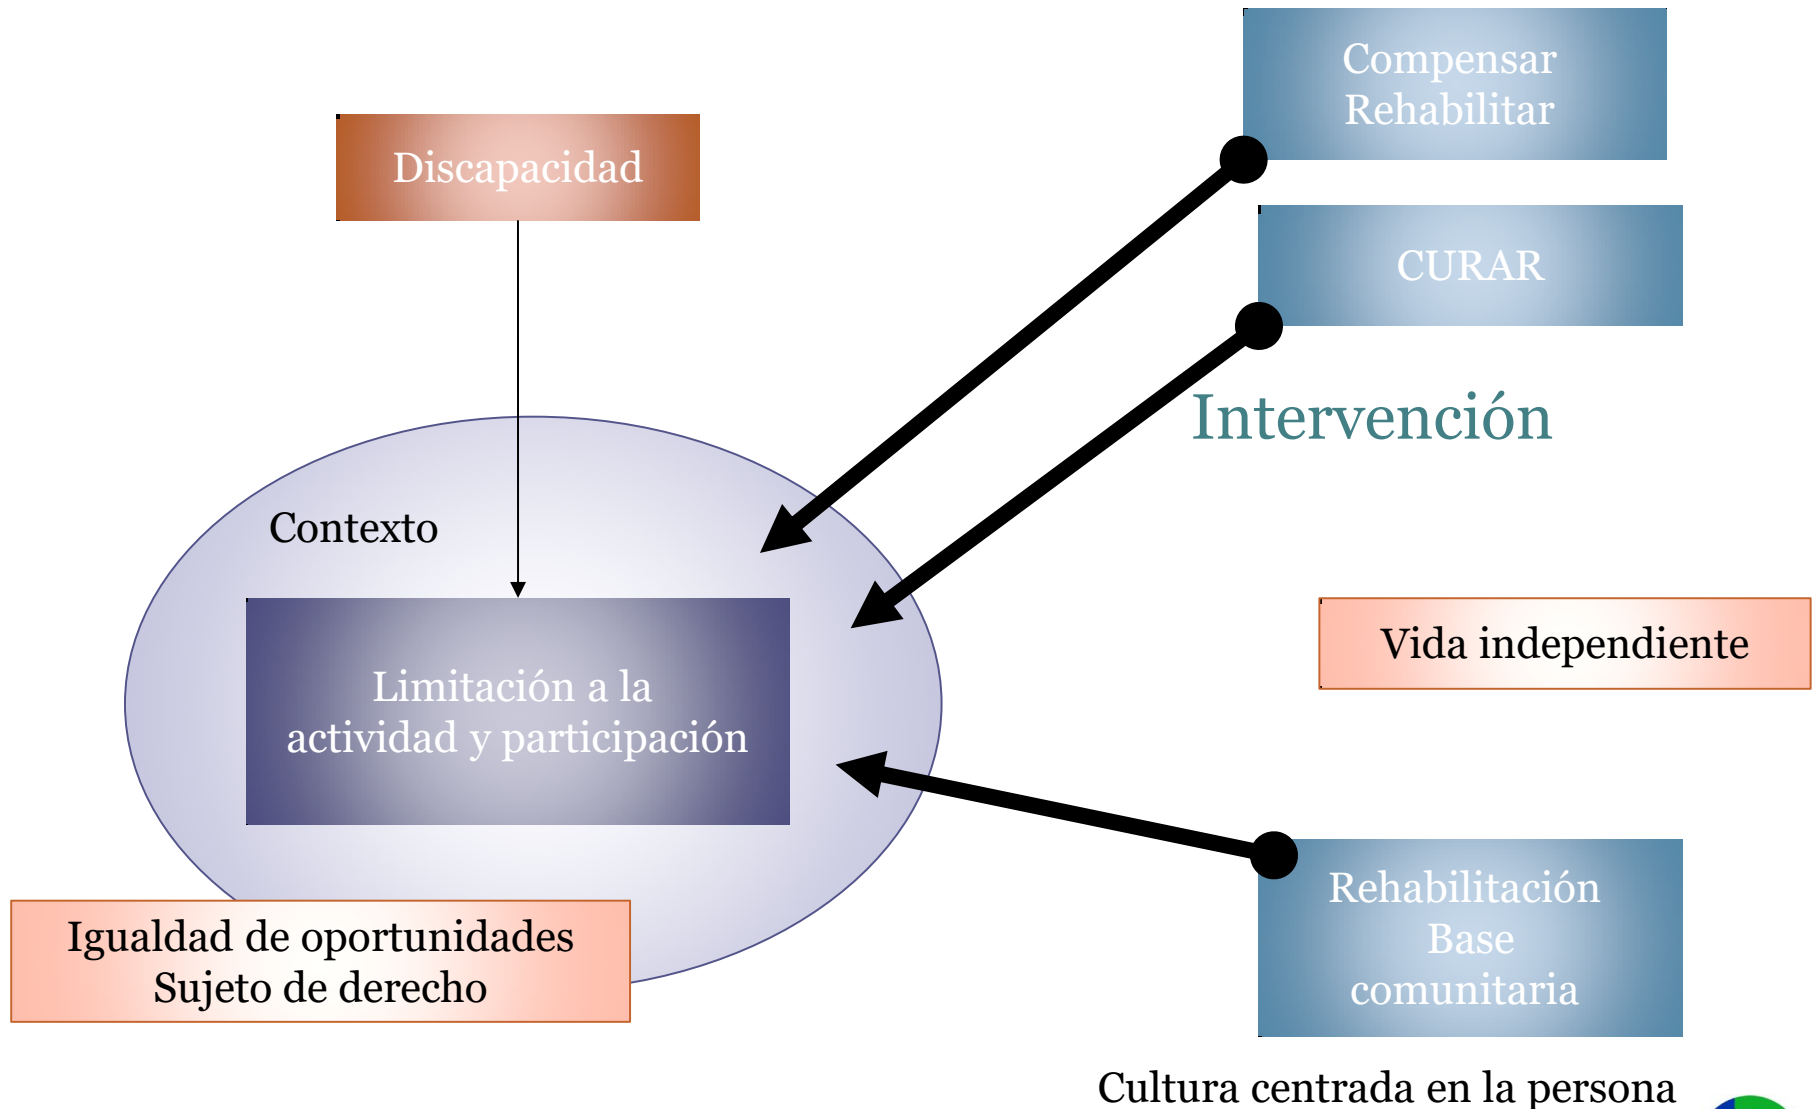 Compensar
Rehabilitar
Discapacidad
CURAR
Intervención
Contexto
Vida independiente
Limitación a la
actividad y participación
Rehabilitación
Base
comunitaria
Igualdad de oportunidades
Sujeto de derecho
Cultura centrada en la persona